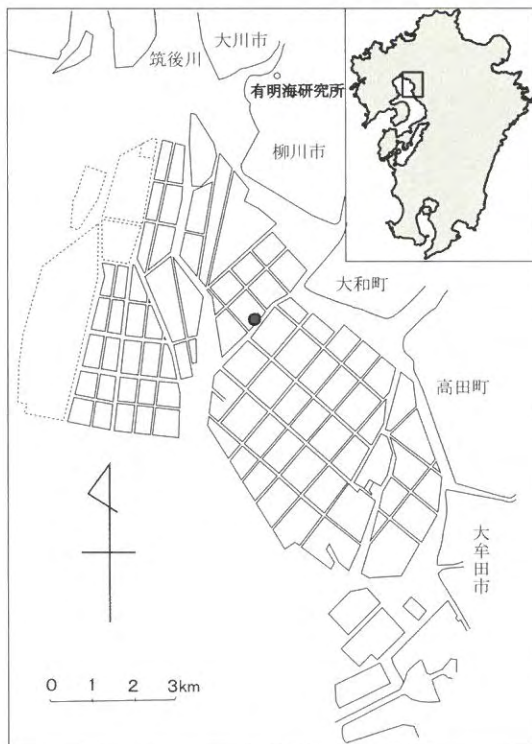 大川市
筑後川
有明海研究所
柳川市
大和町
高田町
大牟田市
0 1 2 3km